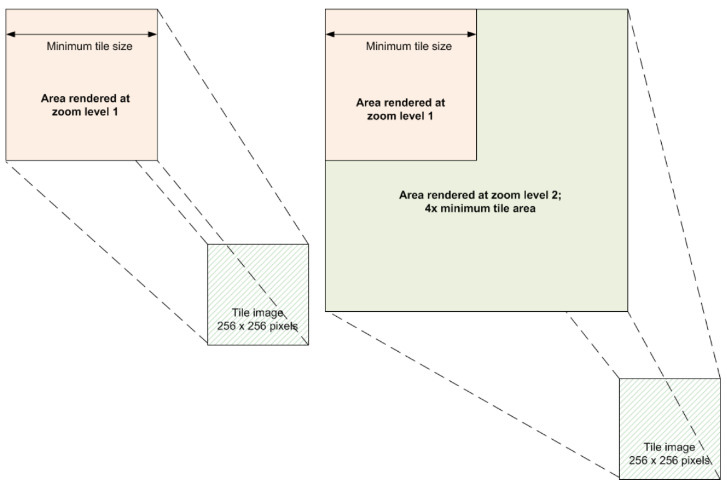 Minimum tile size
Area rendered at
zoom level 1
Tile image
256 x 256 pixels
Minimum tile size
Area rendered at
zoom level 1
Area rendered at zoom level 2;
4x minimum tile area
Tile image
256 x 256 pixels